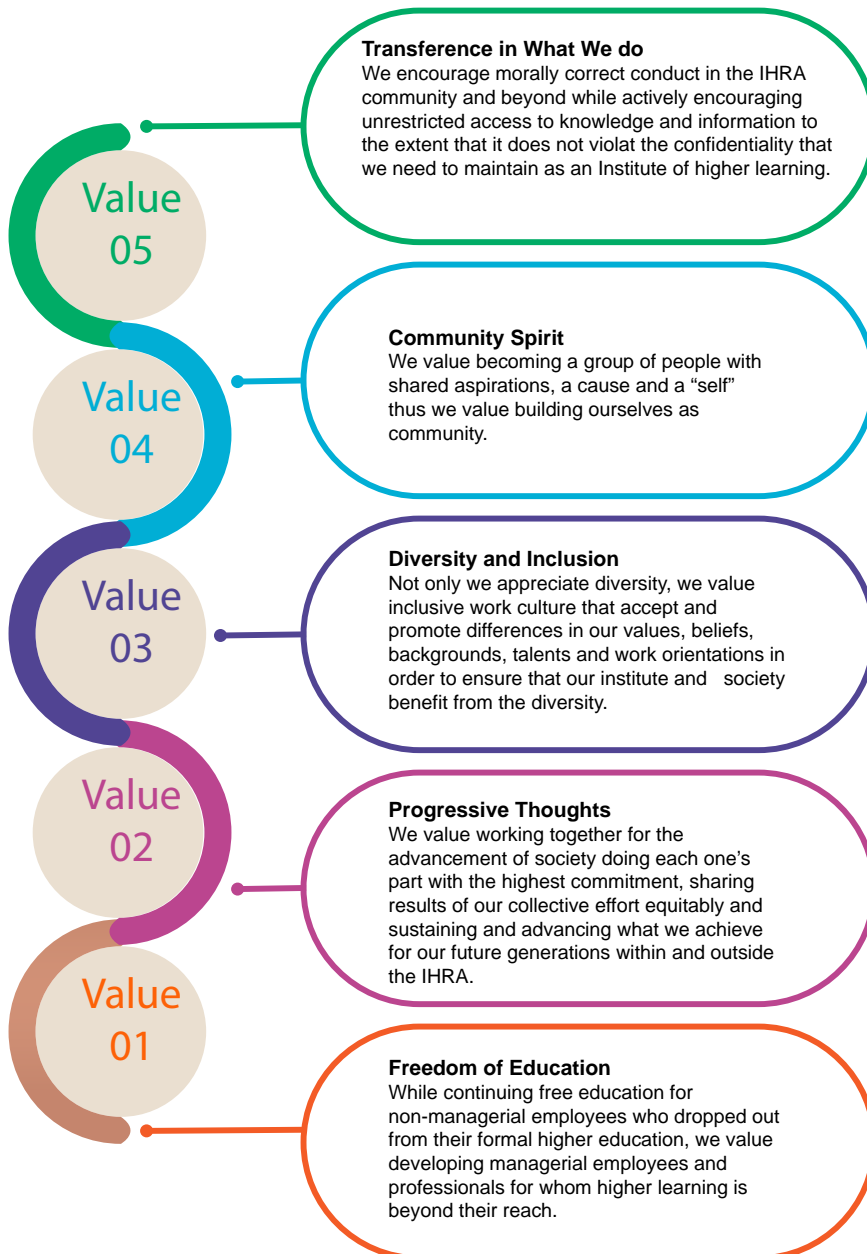 Transference in What We do
We encourage morally correct conduct in the IHRA
community and beyond while actively encouraging
unrestricted access to knowledge and information to
the extent that it does not violat the confidentiality that
we need to maintain as an Institute of higher learning.
Value
05
Community Spirit
We value becoming a group of people with
shared aspirations, a cause and a “self”
thus we value building ourselves as
community.
Value
04
Diversity and Inclusion
Not only we appreciate diversity, we value
inclusive work culture that accept and
promote differences in our values, beliefs,
backgrounds, talents and work orientations in
order to ensure that our institute and society
benefit from the diversity.
Value
03
Progressive Thoughts
We value working together for the
advancement of society doing each one’s
part with the highest commitment, sharing
results of our collective effort equitably and
sustaining and advancing what we achieve
for our future generations within and outside
the IHRA.
Value
02
Freedom of Education
While continuing free education for
non-managerial employees who dropped out
from their formal higher education, we value
developing managerial employees and
professionals for whom higher learning is
beyond their reach.
Value
01